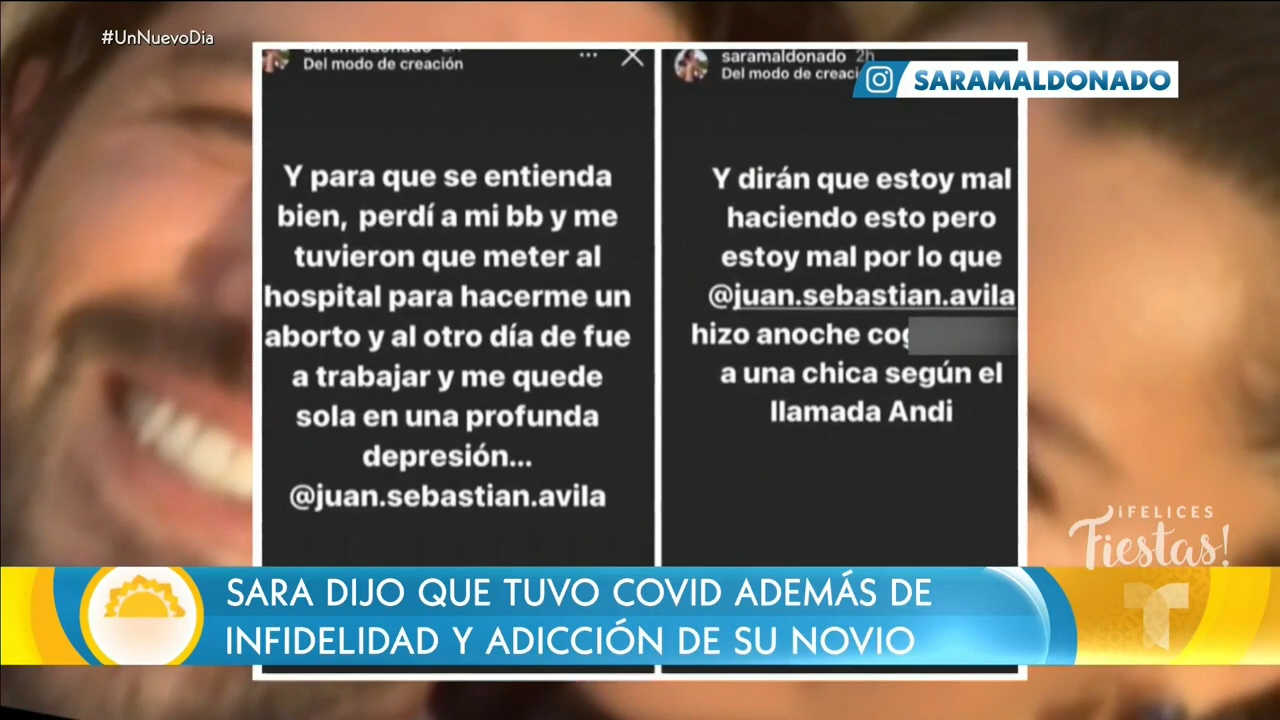 #UnNuevoDia
saramaldonado 2h
Del modo de creación
Y para que se entienda
bien, perdí a mi bb y me
tuvieron que meter al
hospital para hacerme un
aborto y al otro día de fue
a trabajar y me quede
sola en una profunda
depresión...
@juan.sebastian.avila
saramaldonado 2h
Del modo de creaci
SARAMALDONADO
Y dirán que estoy mal
haciendo esto pero
estoy mal por lo que
@juan.sebastian.avila
hizo anoche cog
a una chica según el
llamada Andi
¡FELICES
Fiestas!
SARA DIJO QUE TUVO COVID ADEMÁS DE
INFIDELIDAD Y ADICCIÓN DE SU NOVIO
T